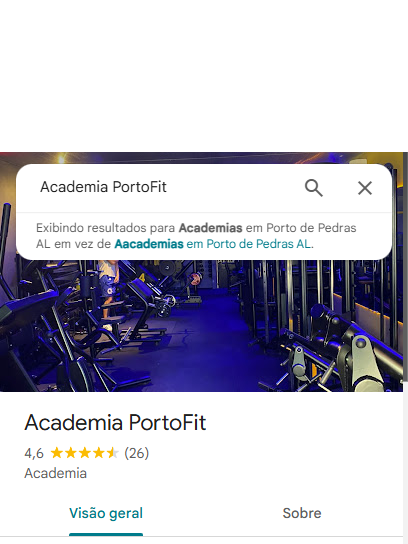 Academia PortoFit
Exibindo resultados para Academias em Porto de Pedras
AL em vez de Aacademias em Porto de Pedras AL.
Academia PortoFit
4,6 (26)
Academia
Visão geral Sobre